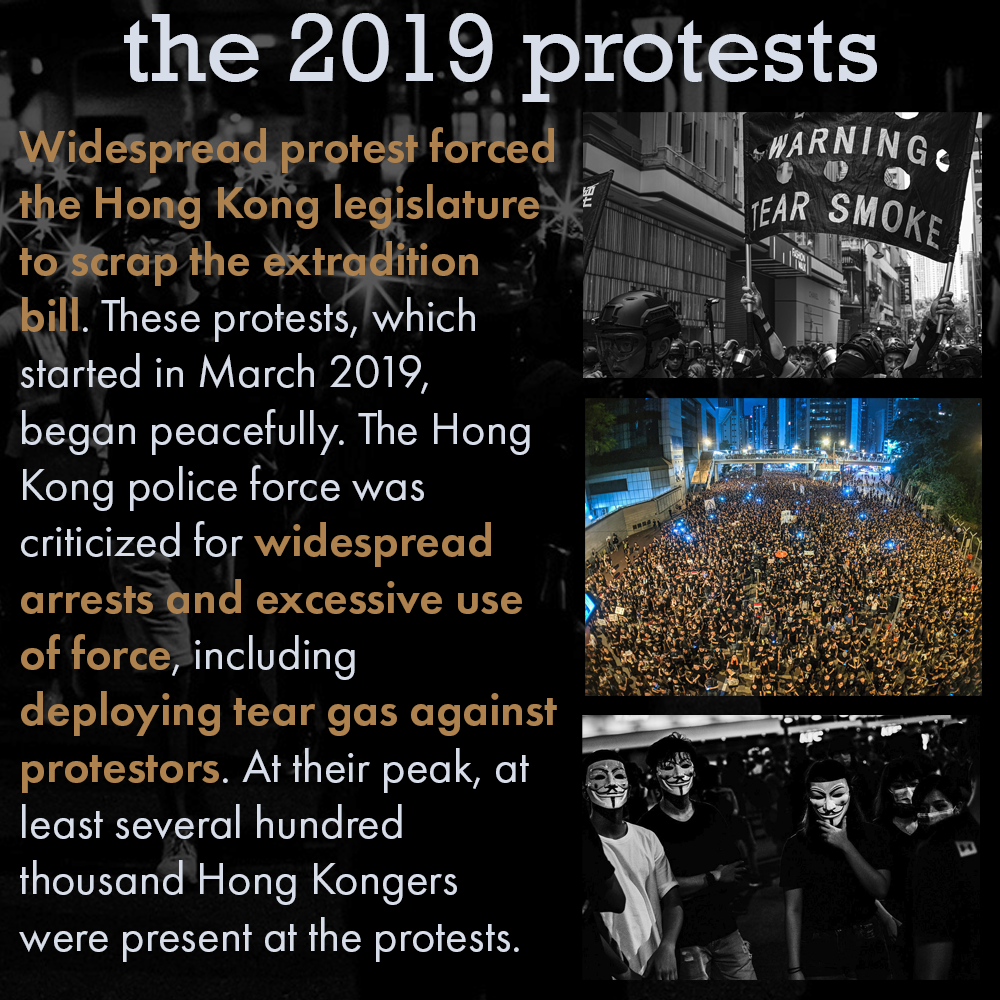 the 2019 protests
Widespread protest forced
the Hong Kong legislature
to scrap the extradition
bill. These protests, which
started in March 2019,
began peacefully. The Hong
Kong police force was
criticized for widespread
arrests and excessive use
of force, including
deploying tear gas against
protestors. At their peak, at
least several hundred
thousand Hong Kongers
were present at the protests.
WARNING
TEAR SMOKE